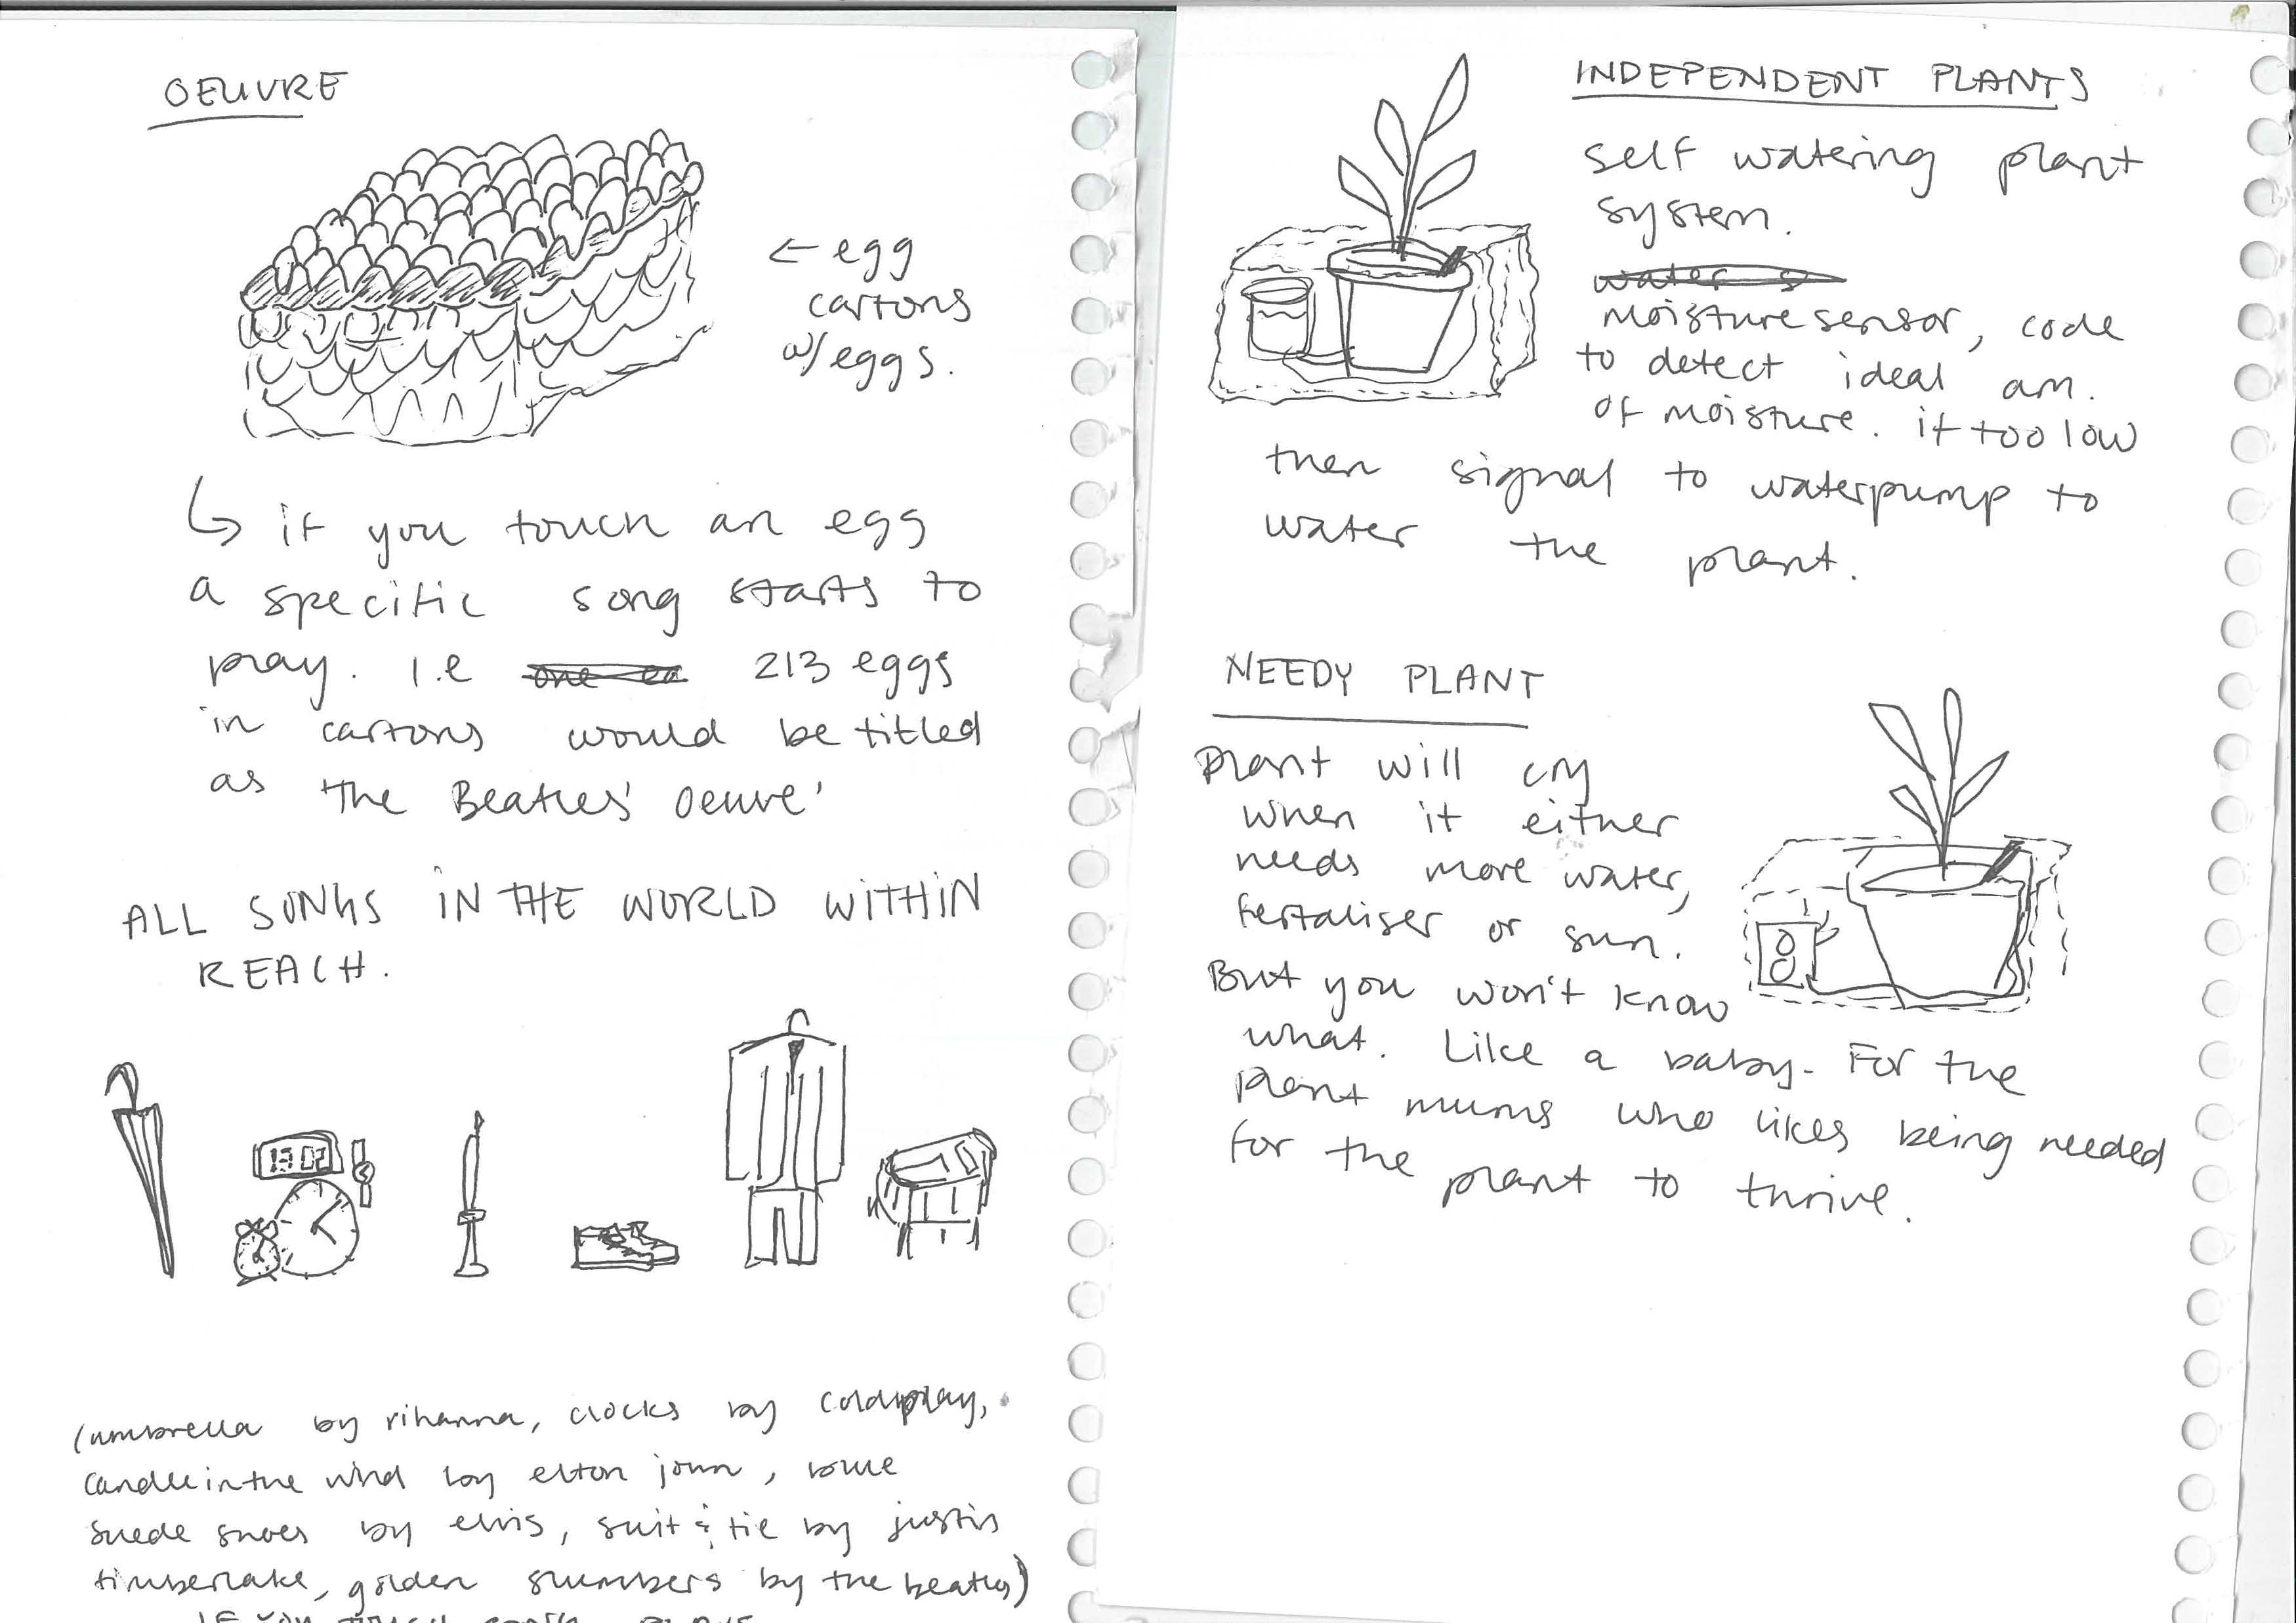 OEUVRE
← egg
cartons
w/ eggs.
↳ if you touch an egg
a specific song starts to
play. I.e 213 eggs
in cartons would be titled
as 'The Beatles' Oeuvre'
ALL SONGS IN THE WORLD WITHIN
REACH.
13 02
(umbrella by rihanna, clocks by coldplay,
candle in the wind by elton john, blue
suede shoes by elvis, suit & tie by justin
timberlake, golden slumbers by the beatles)
IF YOU TOUCH
INDEPENDENT PLANTS
self watering plant
system.
water s
Moisture sensor, code
to detect ideal am.
of moisture. if too low
then signal to waterpump to
water the plant.
NEEDY PLANT
Plant will cry
when it either
needs more water,
fertaliser or sun.
But you won't know
what. Like a baby. For the
plant mums who likes being needed
for the plant to thrive.